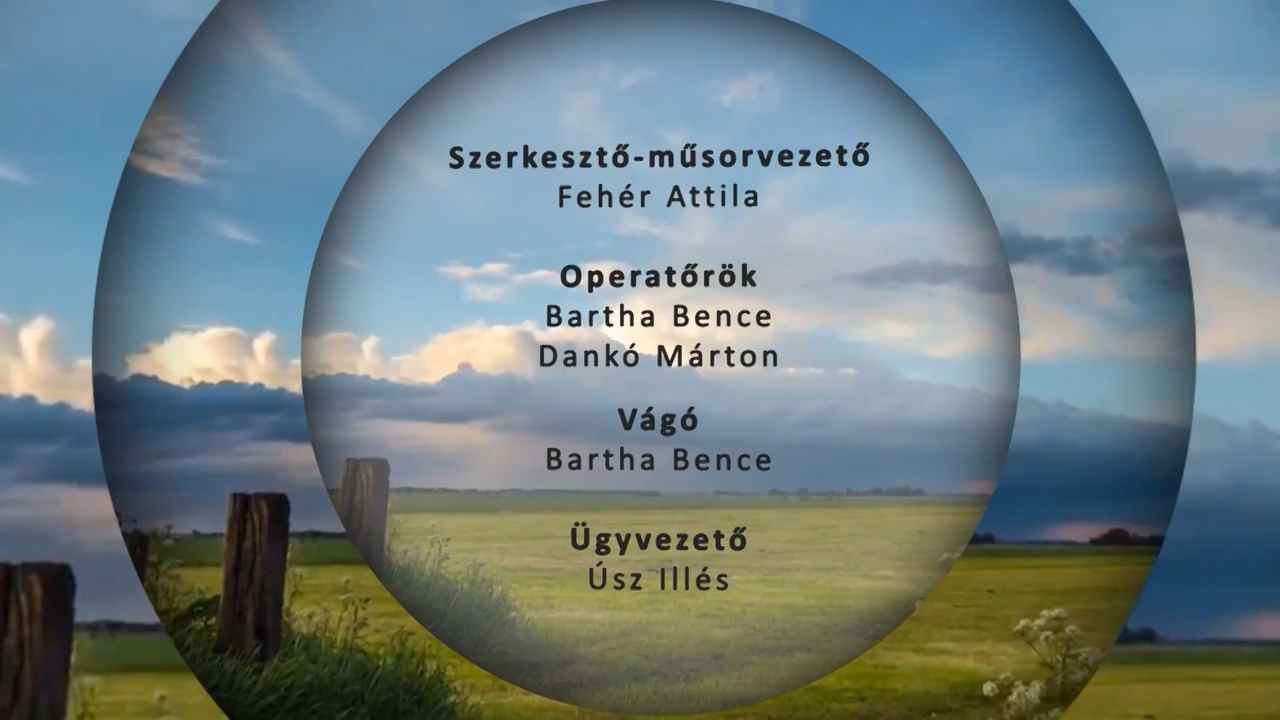 Szerkesztő-műsorvezető
Fehér Attila
Operatőrök
Bartha Bence
Dankó Márton
Vágó
Bartha Bence
Ügyvezető
Úsz Illés